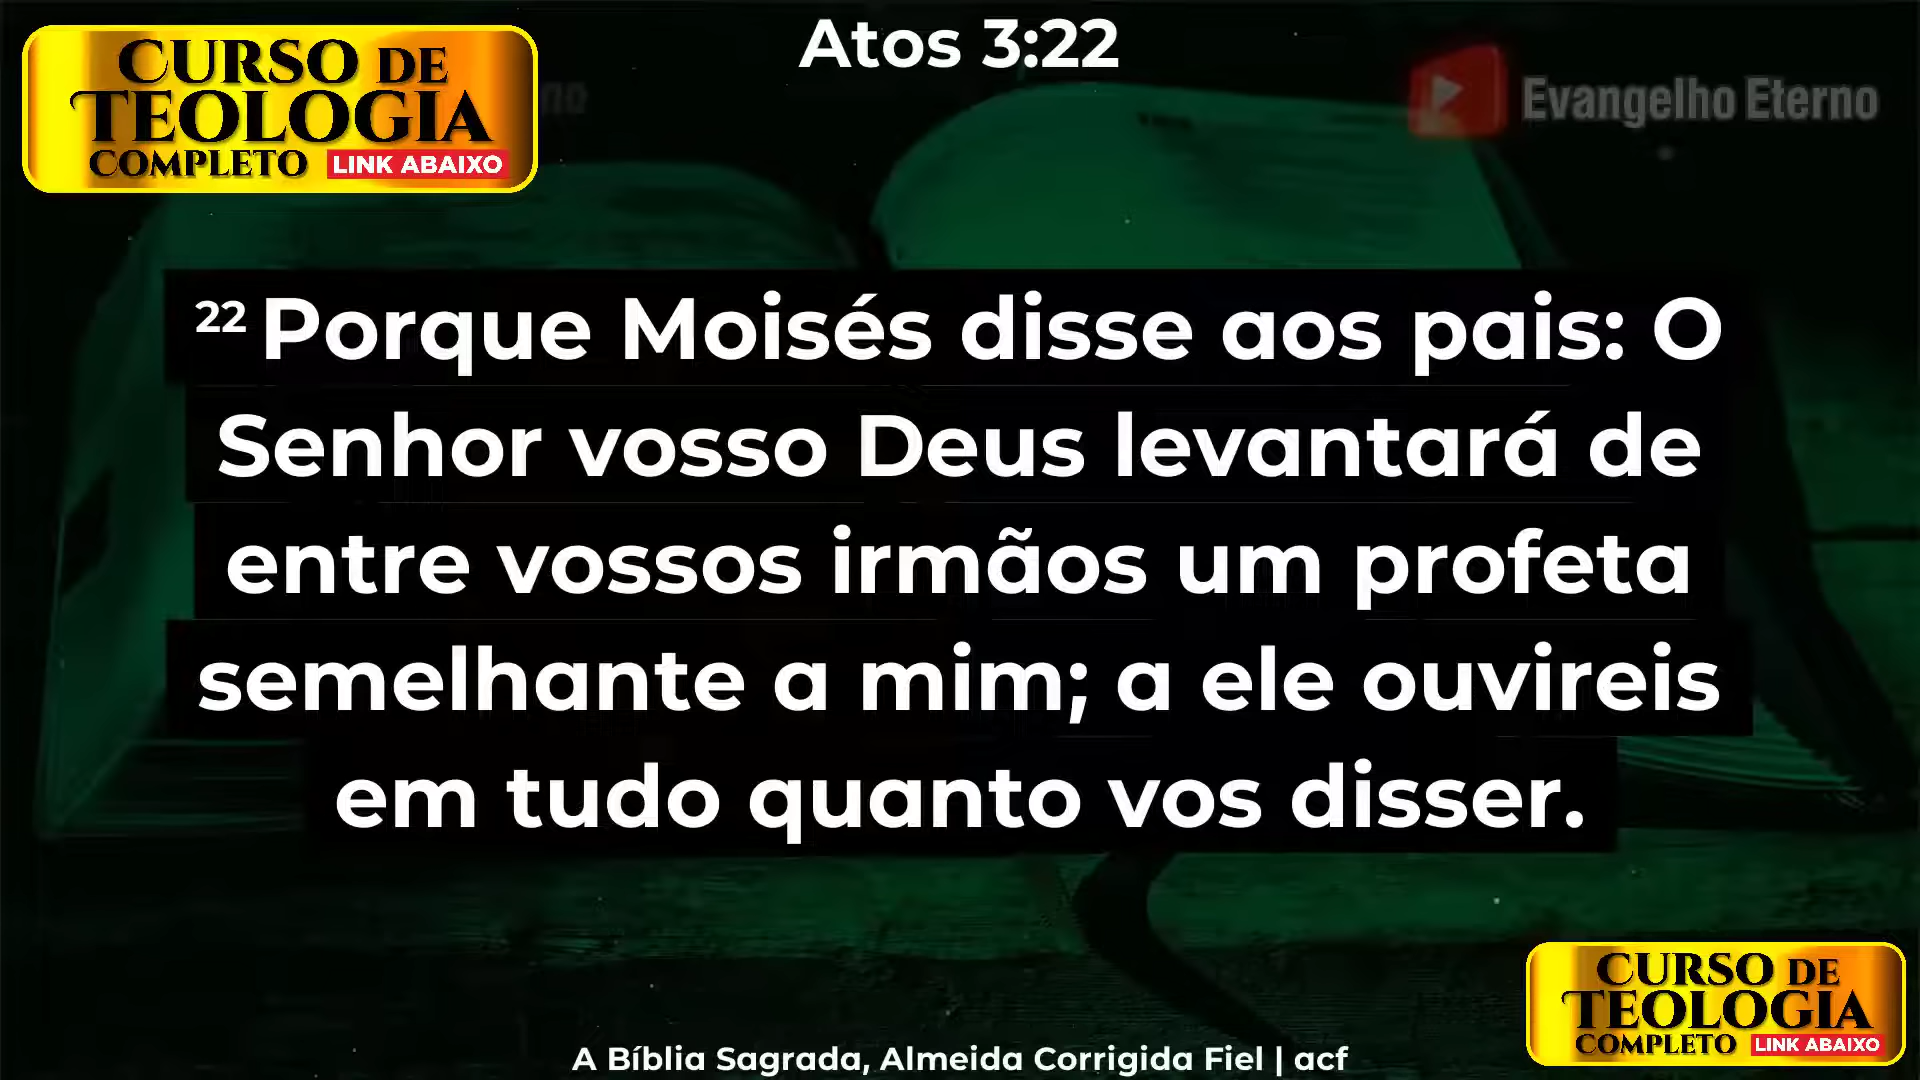 Atos 3:22
CURSO DE
TEOLOGIA
COMPLETO LINK ABAIXO
Evangelho Eterno
22 Porque Moisés disse aos pais: O
Senhor vosso Deus levantará de
entre vossos irmãos um profeta
semelhante a mim; a ele ouvireis
em tudo quanto vos disser.
CURSO DE
TEOLOGIA
COMPLETO LINK ABAIXO
A Bíblia Sagrada, Almeida Corrigida Fiel | acf